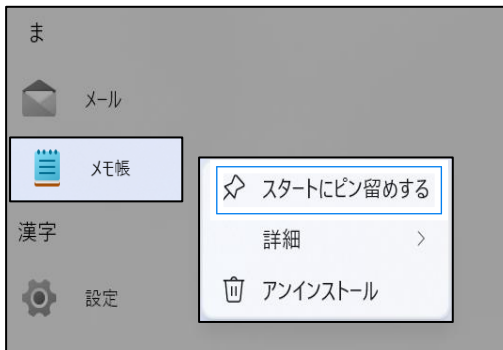 ま
メール
メモ帳
スタートにピン留めする
漢字
詳細
設定
アンインストール